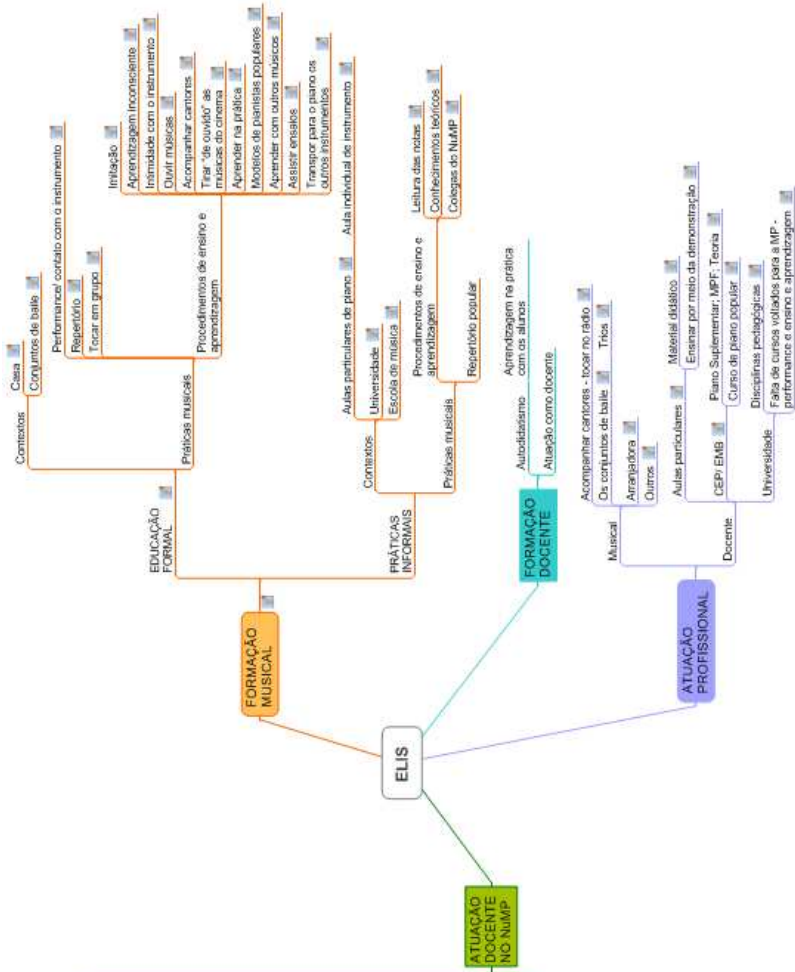 ELIS
FORMAÇÃO
MUSICAL
EDUCAÇÃO
FORMAL
Contextos
Casa
Conjuntos de baile
Práticas musicais
Performance/ contato com o instrumento
Repertório
Tocar em grupo
Procedimentos de ensino e
aprendizagem
Imitação
Aprendizagem inconsciente
Intimidade com o instrumento
Ouvir músicas
Acompanhar cantores
Tirar "de ouvido" as
músicas do cinema
Aprender na prática
Modelos de pianistas populares
Aprender com outros músicos
Assistir ensaios
Transpor para o piano os
outros instrumentos
PRÁTICAS
INFORMAIS
Contextos
Aulas particulares de piano
Aula individual de instrumento
Universidade
Escola de música
Práticas musicais
Procedimentos de ensino e
aprendizagem
Leitura das notas
Conhecimentos teóricos
Colegas do NuMP
Repertório popular
FORMAÇÃO
DOCENTE
Autodidatismo
Aprendizagem na prática
com os alunos
Atuação como docente
ATUAÇÃO
PROFISSIONAL
Musical
Acompanhar cantores - tocar no rádio
Os conjuntos de baile
Trios
Arranjadora
Outros
Docente
Aulas particulares
Material didático
Ensinar por meio da demonstração
CEP/ EMB
Piano Suplementar; MPF; Teoria
Curso de piano popular
Universidade
Disciplinas pedagógicas
Falta de cursos voltados para a MP -
performance e ensino e aprendizagem
ATUAÇÃO
DOCENTE
NO NuMP